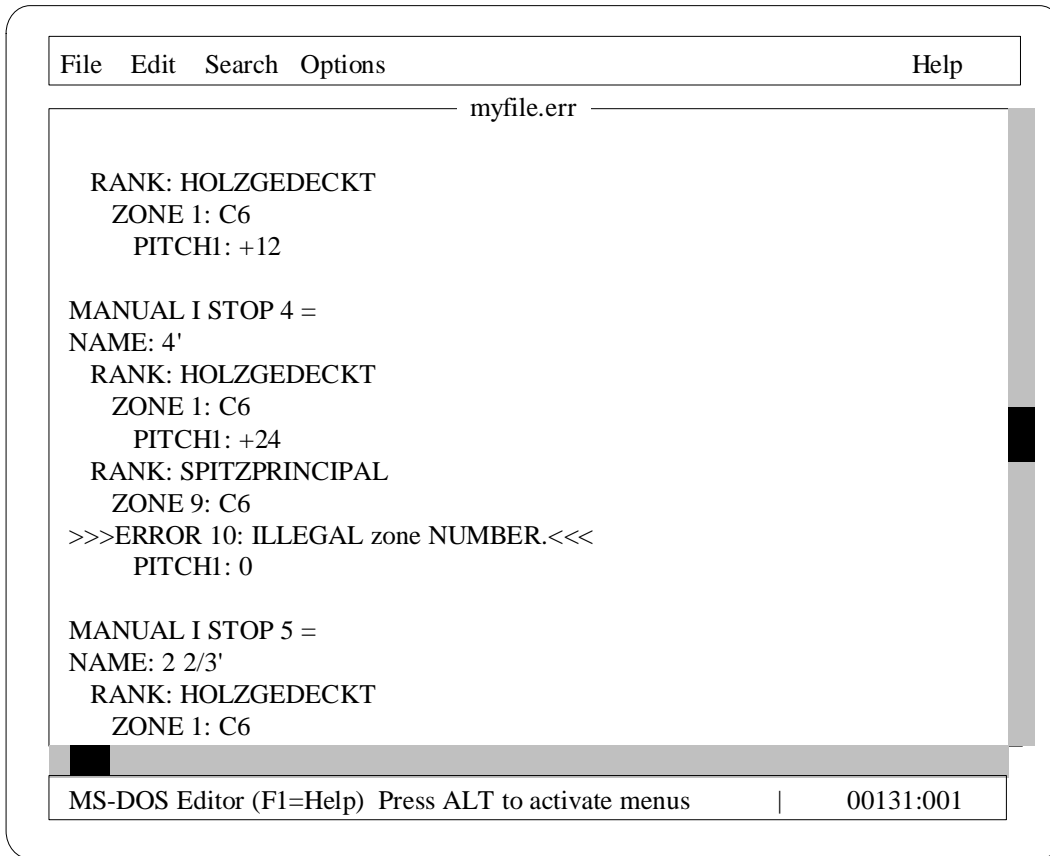 File Edit Search Options Help
myfile.err
RANK: HOLZGEDECKT
ZONE 1: C6
PITCH1: +12
MANUAL I STOP 4 =
NAME: 4'
RANK: HOLZGEDECKT
ZONE 1: C6
PITCH1: +24
RANK: SPITZPRINCIPAL
ZONE 9: C6
>>>ERROR 10: ILLEGAL zone NUMBER.<<<
PITCH1: 0
MANUAL I STOP 5 =
NAME: 2 2/3'
RANK: HOLZGEDECKT
ZONE 1: C6
MS-DOS Editor (F1=Help) Press ALT to activate menus | 00131:001